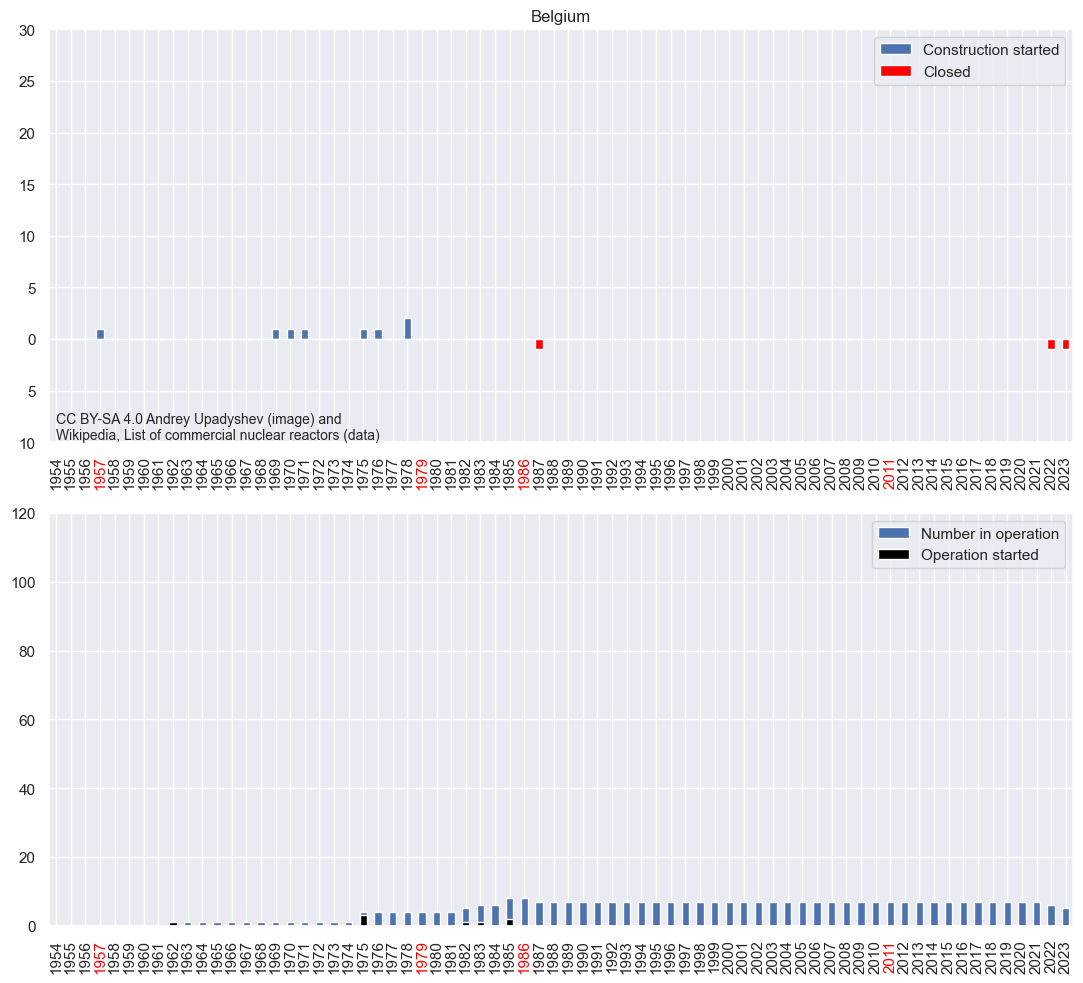 Belgium
30
25
20
15
10
5
0
5
10
Construction started
Closed
CC BY-SA 4.0 Andrey Upadyshev (image) and
Wikipedia, List of commercial nuclear reactors (data)
1954 1955 1956 1957 1958 1959 1960 1961 1962 1963 1964 1965 1966 1967 1968 1969 1970 1971 1972 1973 1974 1975 1976 1977 1978 1979 1980 1981 1982 1983 1984 1985 1986 1987 1988 1989 1990 1991 1992 1993 1994 1995 1996 1997 1998 1999 2000 2001 2002 2003 2004 2005 2006 2007 2008 2009 2010 2011 2012 2013 2014 2015 2016 2017 2018 2019 2020 2021 2022 2023
120
100
80
60
40
20
0
Number in operation
Operation started
1954 1955 1956 1957 1958 1959 1960 1961 1962 1963 1964 1965 1966 1967 1968 1969 1970 1971 1972 1973 1974 1975 1976 1977 1978 1979 1980 1981 1982 1983 1984 1985 1986 1987 1988 1989 1990 1991 1992 1993 1994 1995 1996 1997 1998 1999 2000 2001 2002 2003 2004 2005 2006 2007 2008 2009 2010 2011 2012 2013 2014 2015 2016 2017 2018 2019 2020 2021 2022 2023